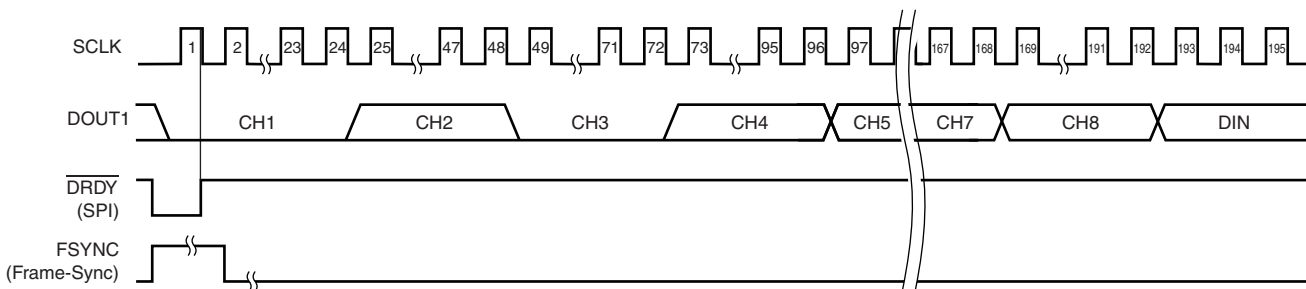 SCLK 1 2 23 24 25 47 48 49 71 72 73 95 96 97 167 168 169 191 192 193 194 195
DOUT1 CH1 CH2 CH3 CH4 CH5 CH7 CH8 DIN
DRDY
(SPI)
FSYNC
(Frame-Sync)